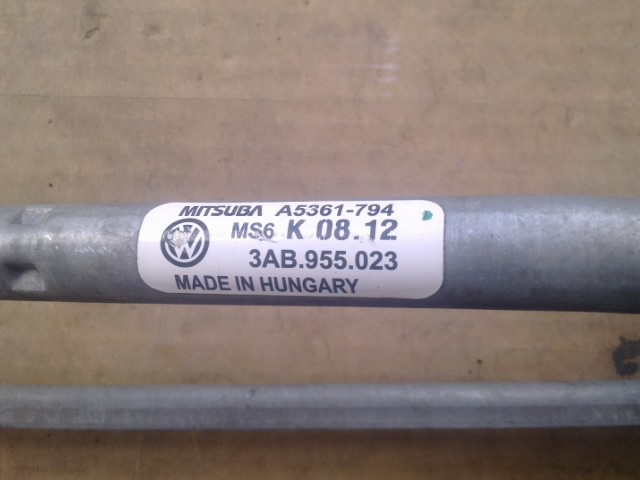 MITSUBA A5361-794
MS6 K 08.12
3AB.955.023
MADE IN HUNGARY